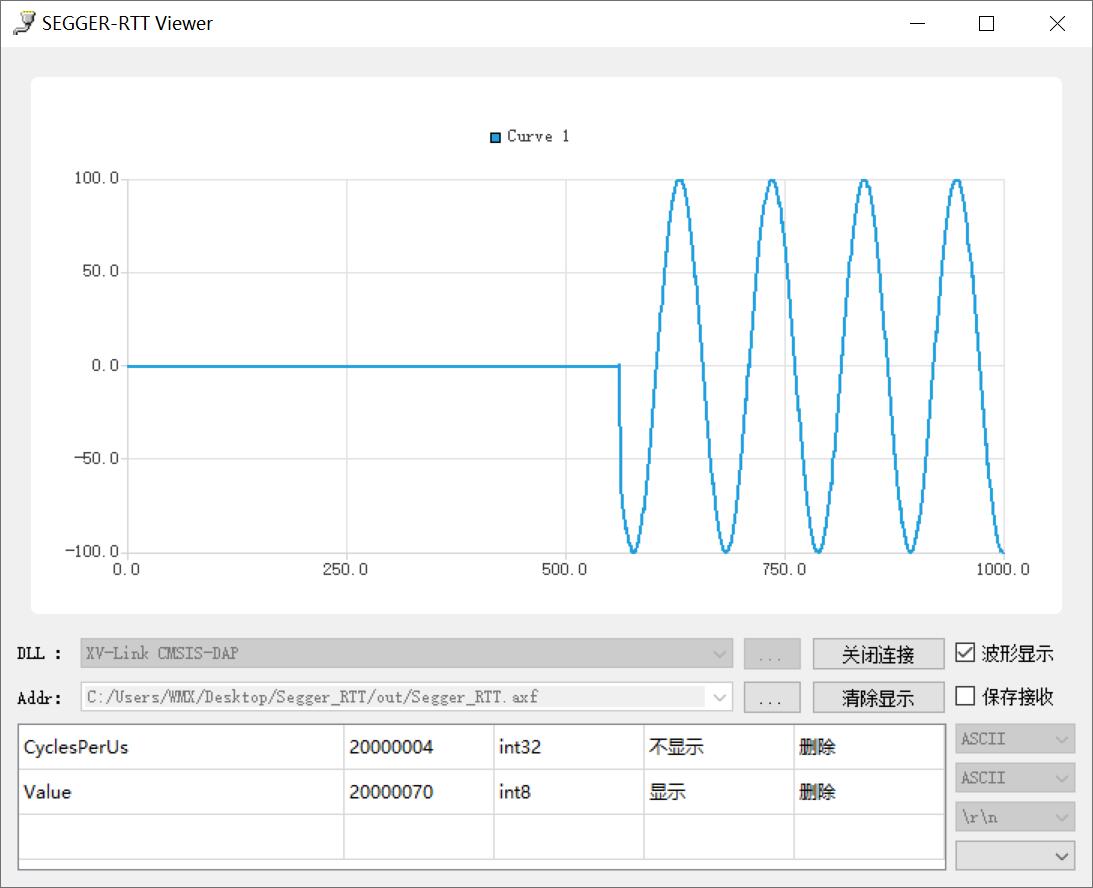 SEGGER-RTT Viewer
Curve 1
100.0
50.0
0.0
-50.0
-100.0
0.0 250.0 500.0 750.0 1000.0
DLL : XV-Link CMSIS-DAP ... 关闭连接 波形显示
Addr: C:/Users/WMX/Desktop/Segger_RTT/out/Segger_RTT.axf ... 清除显示 保存接收
CyclesPerUs 20000004 int32 不显示 删除 ASCII
Value 20000070 int8 显示 删除 ASCII
\r\n